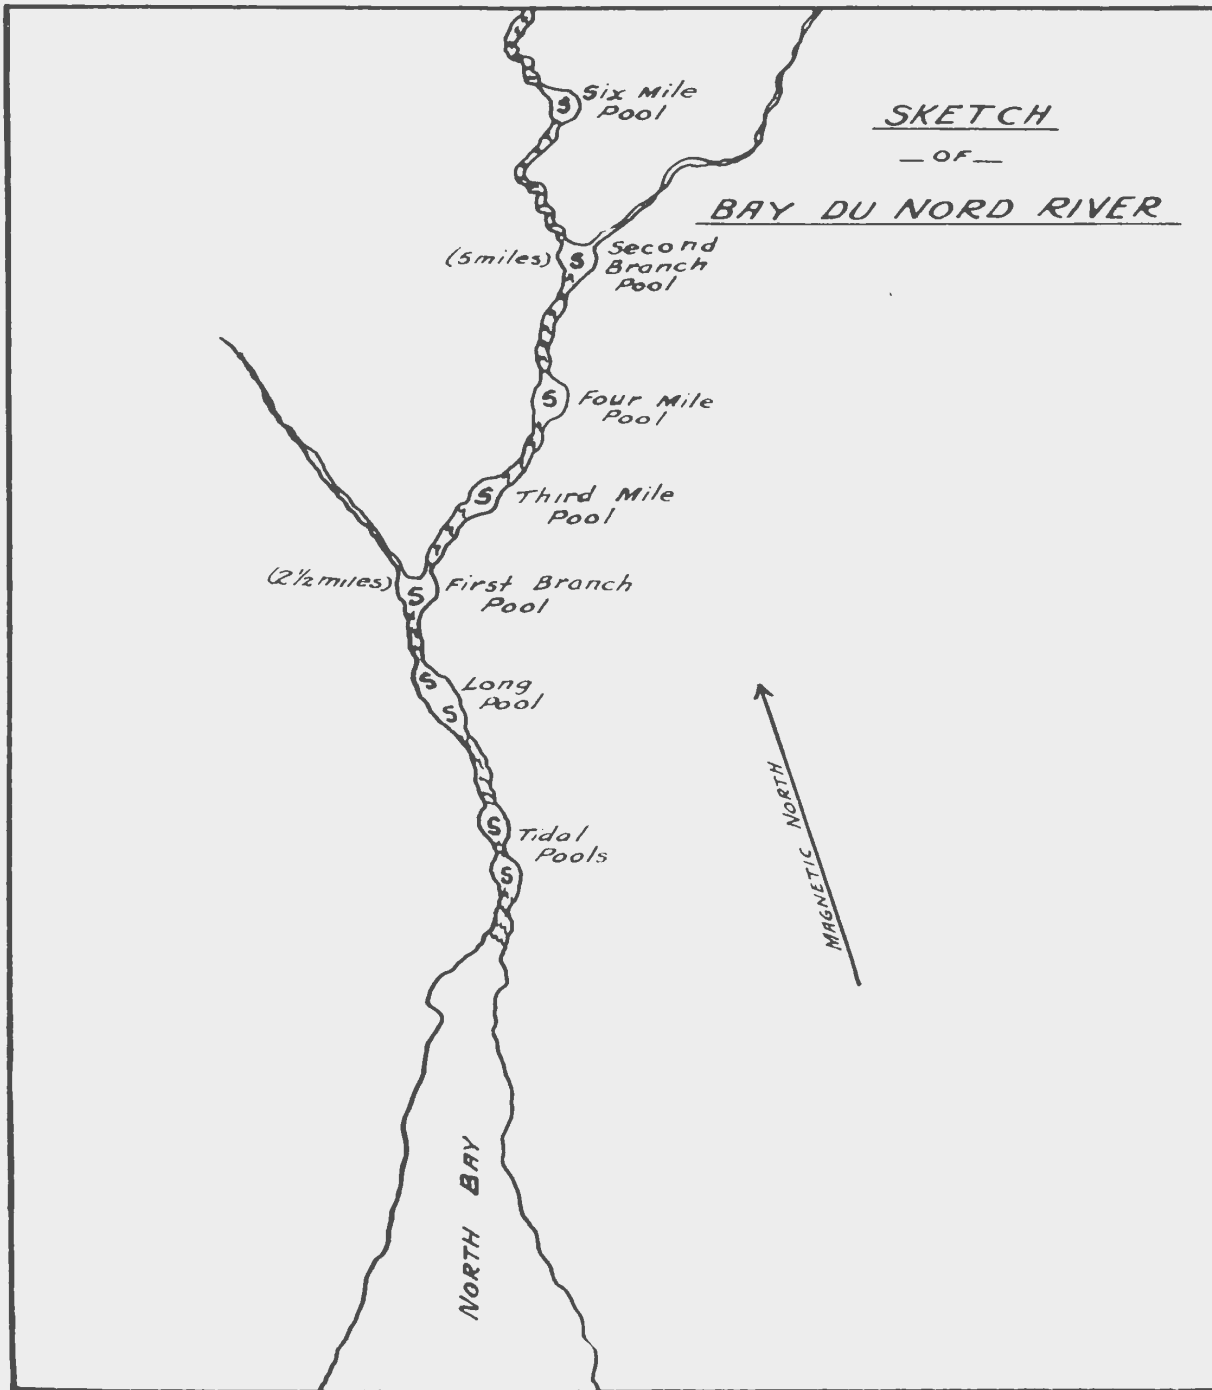 SKETCH
— OF —
BAY DU NORD RIVER
S Six Mile
Pool
(5 miles) S Second
Branch
Pool
S Four Mile
Pool
S Third Mile
Pool
(2½ miles) S First Branch
Pool
S Long
S Pool
S Tidal
Pools
S
MAGNETIC NORTH
NORTH BAY